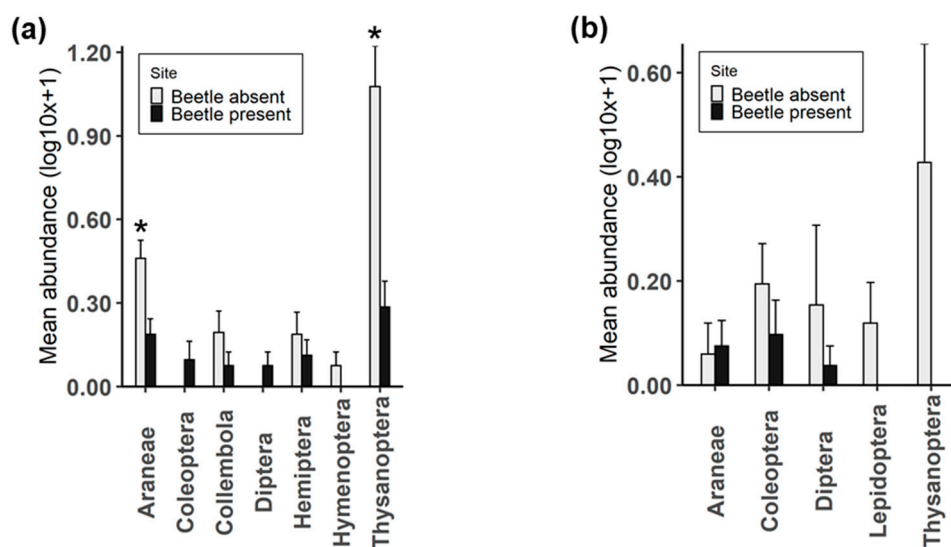 (a)
Mean abundance (log10x+1)
1.20
0.90
0.60
0.30
0.00
Site
Beetle absent
Beetle present
*
*
Araneae
Coleoptera
Collembola
Diptera
Hemiptera
Hymenoptera
Thysanoptera
(b)
Mean abundance (log10x+1)
0.60
0.40
0.20
0.00
Site
Beetle absent
Beetle present
Araneae
Coleoptera
Diptera
Lepidoptera
Thysanoptera